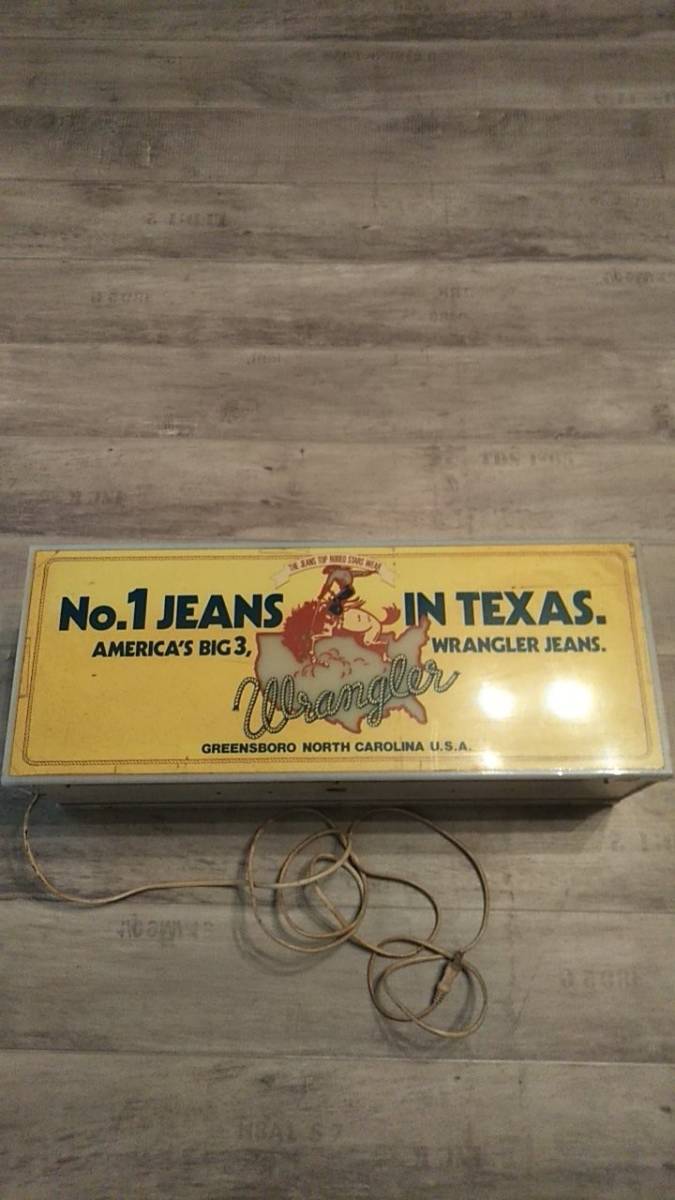 THE JEANS TOP RODEO STARS WEAR
No.1 JEANS IN TEXAS.
AMERICA'S BIG 3, WRANGLER JEANS.
Wrangler
GREENSBORO NORTH CAROLINA U.S.A.